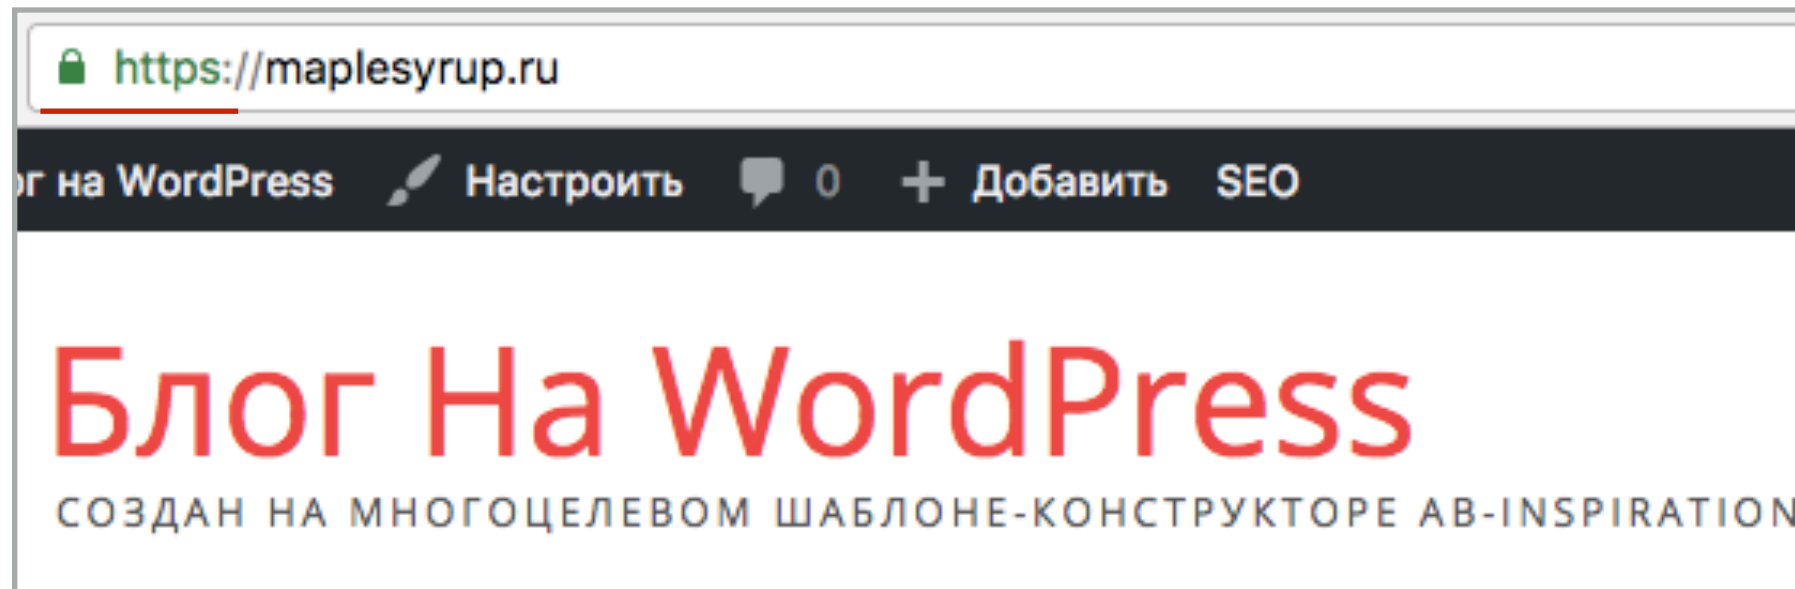 https://maplesyrup.ru
ог на WordPress Настроить 0 + Добавить SEO
Блог На WordPress
СОЗДАН НА МНОГОЦЕЛЕВОМ ШАБЛОНЕ-КОНСТРУКТОРЕ AB-INSPIRATION